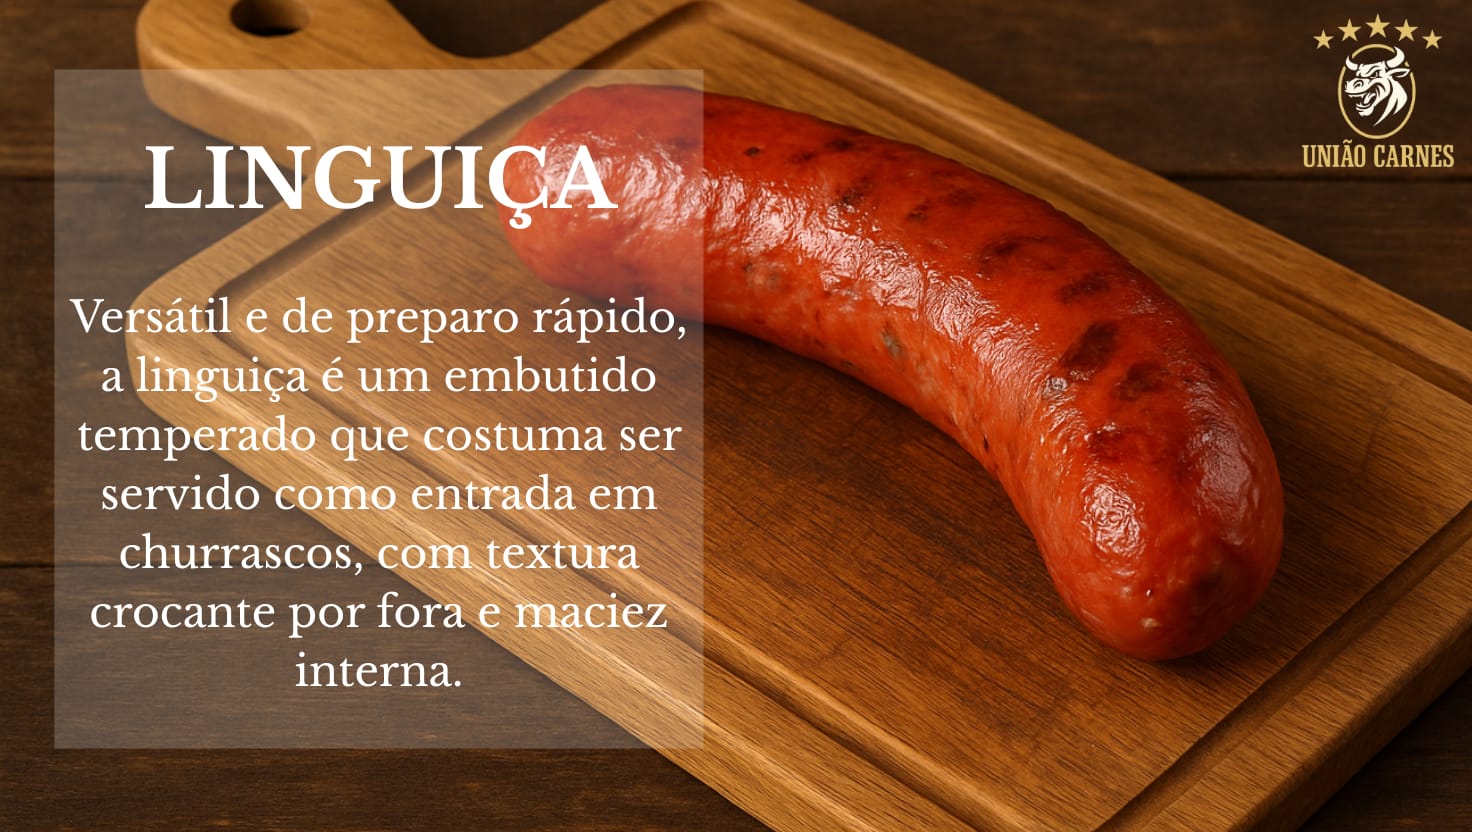 UNIÃO CARNES
LINGUIÇA
Versátil e de preparo rápido,
a linguiça é um embutido
temperado que costuma ser
servido como entrada em
churrascos, com textura
crocante por fora e maciez
interna.